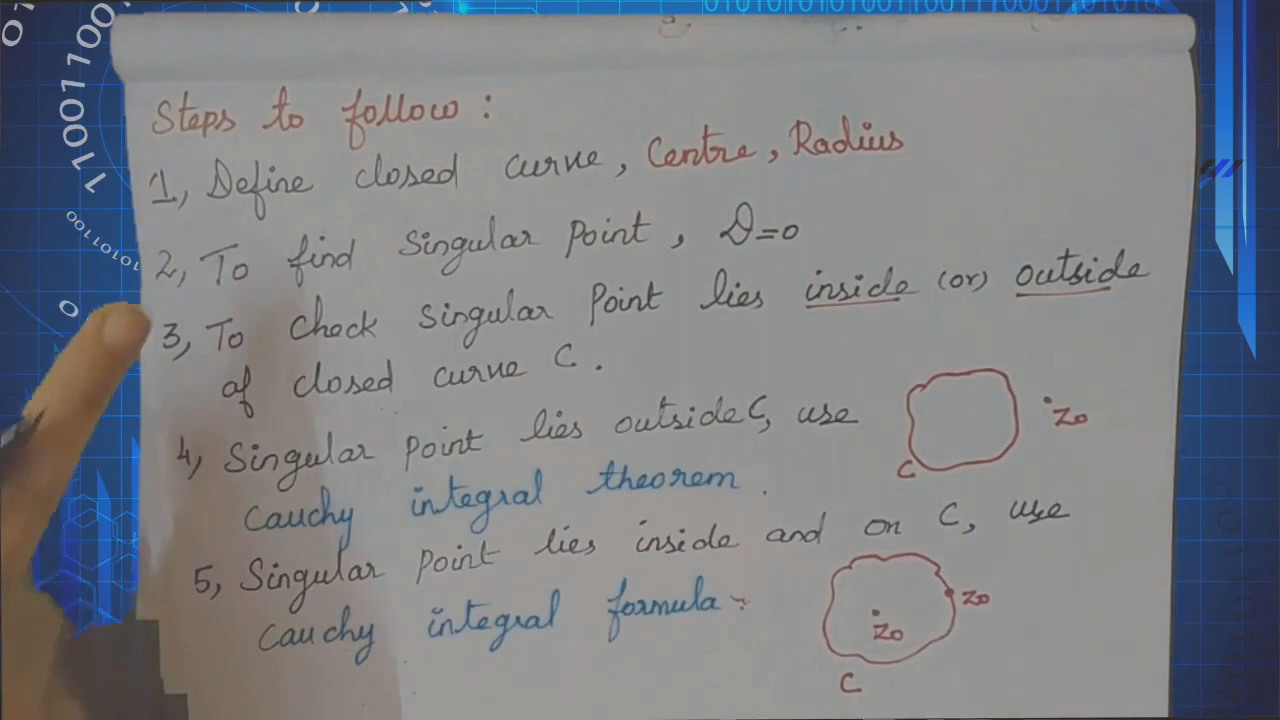 Steps to follow :
1, Define closed curve, Centre, Radius
2, To find singular point, D=0
3, To check singular point lies inside (or) outside
of closed curve C.
4, Singular point lies outside C, use
Cauchy integral theorem.
C
z₀
5, Singular point lies inside and on C, use
Cauchy integral formula.
z₀
z₀
C